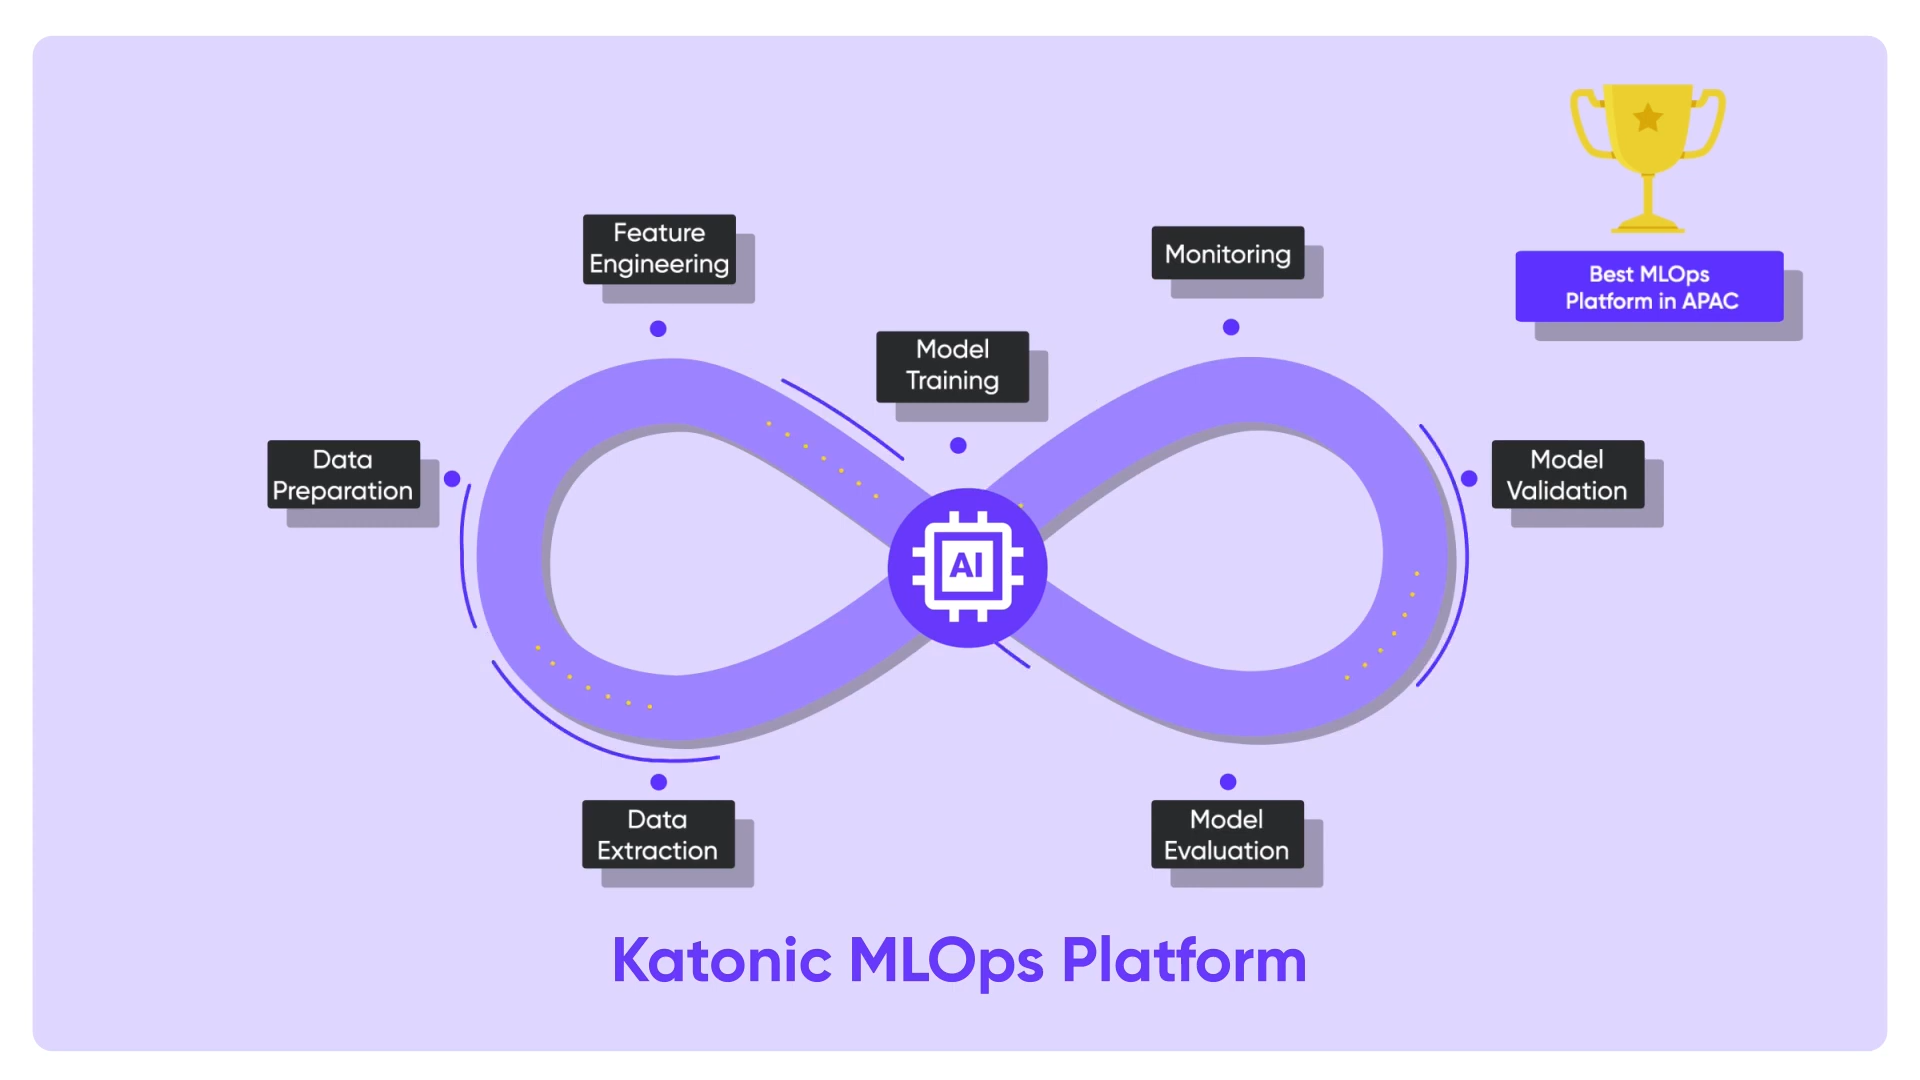 Best MLOps
Platform in APAC
Feature
Engineering
Monitoring
Model
Training
Data
Preparation
Model
Validation
AI
Data
Extraction
Model
Evaluation
Katonic MLOps Platform